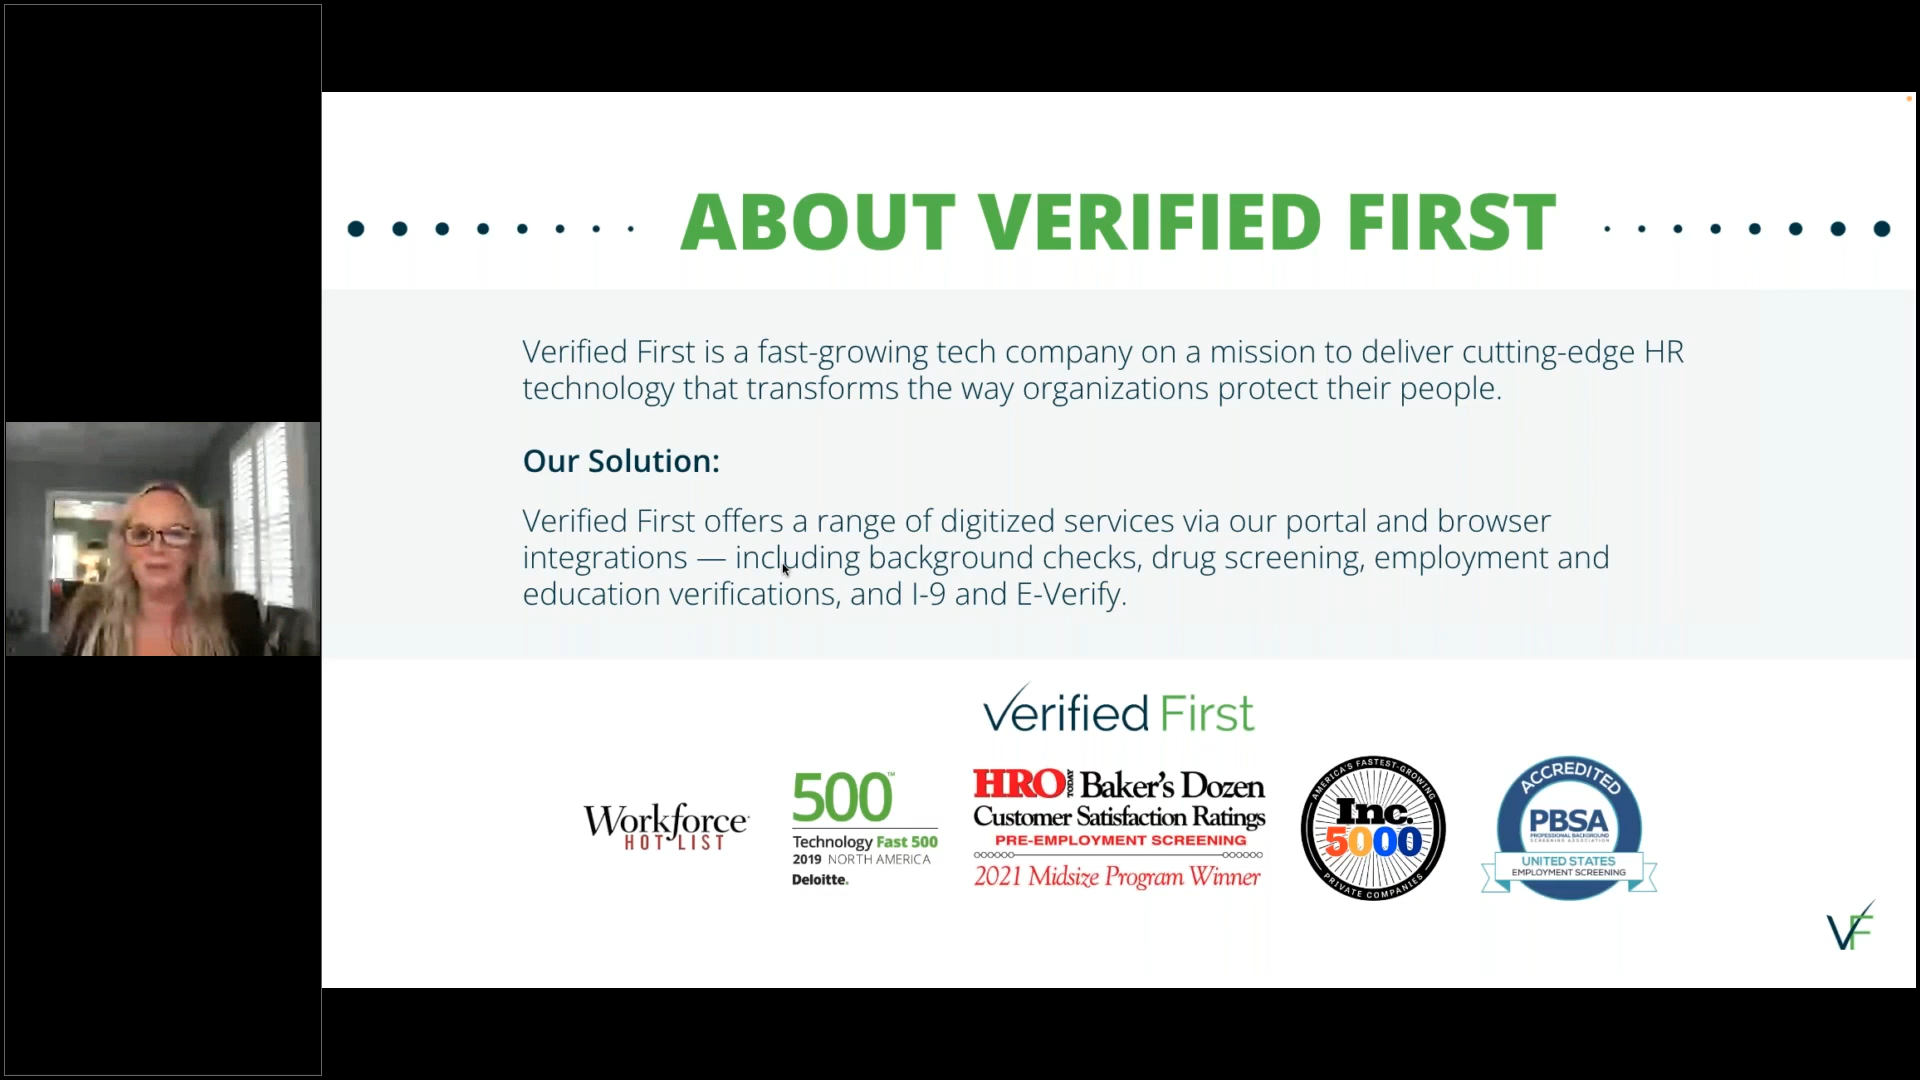 ABOUT VERIFIED FIRST
Verified First is a fast-growing tech company on a mission to deliver cutting-edge HR
technology that transforms the way organizations protect their people.
Our Solution:
Verified First offers a range of digitized services via our portal and browser
integrations — including background checks, drug screening, employment and
education verifications, and I-9 and E-Verify.
Verified First
Workforce
HOT LIST
500™
Technology Fast 500
2019 NORTH AMERICA
Deloitte.
HRO TODAY Baker's Dozen
Customer Satisfaction Ratings
PRE-EMPLOYMENT SCREENING
2021 Midsize Program Winner
AMERICA'S FASTEST-GROWING
Inc.
5000
PRIVATE COMPANIES
ACCREDITED
PBSA
PROFESSIONAL BACKGROUND
SCREENING ASSOCIATION
UNITED STATES
EMPLOYMENT SCREENING
VF